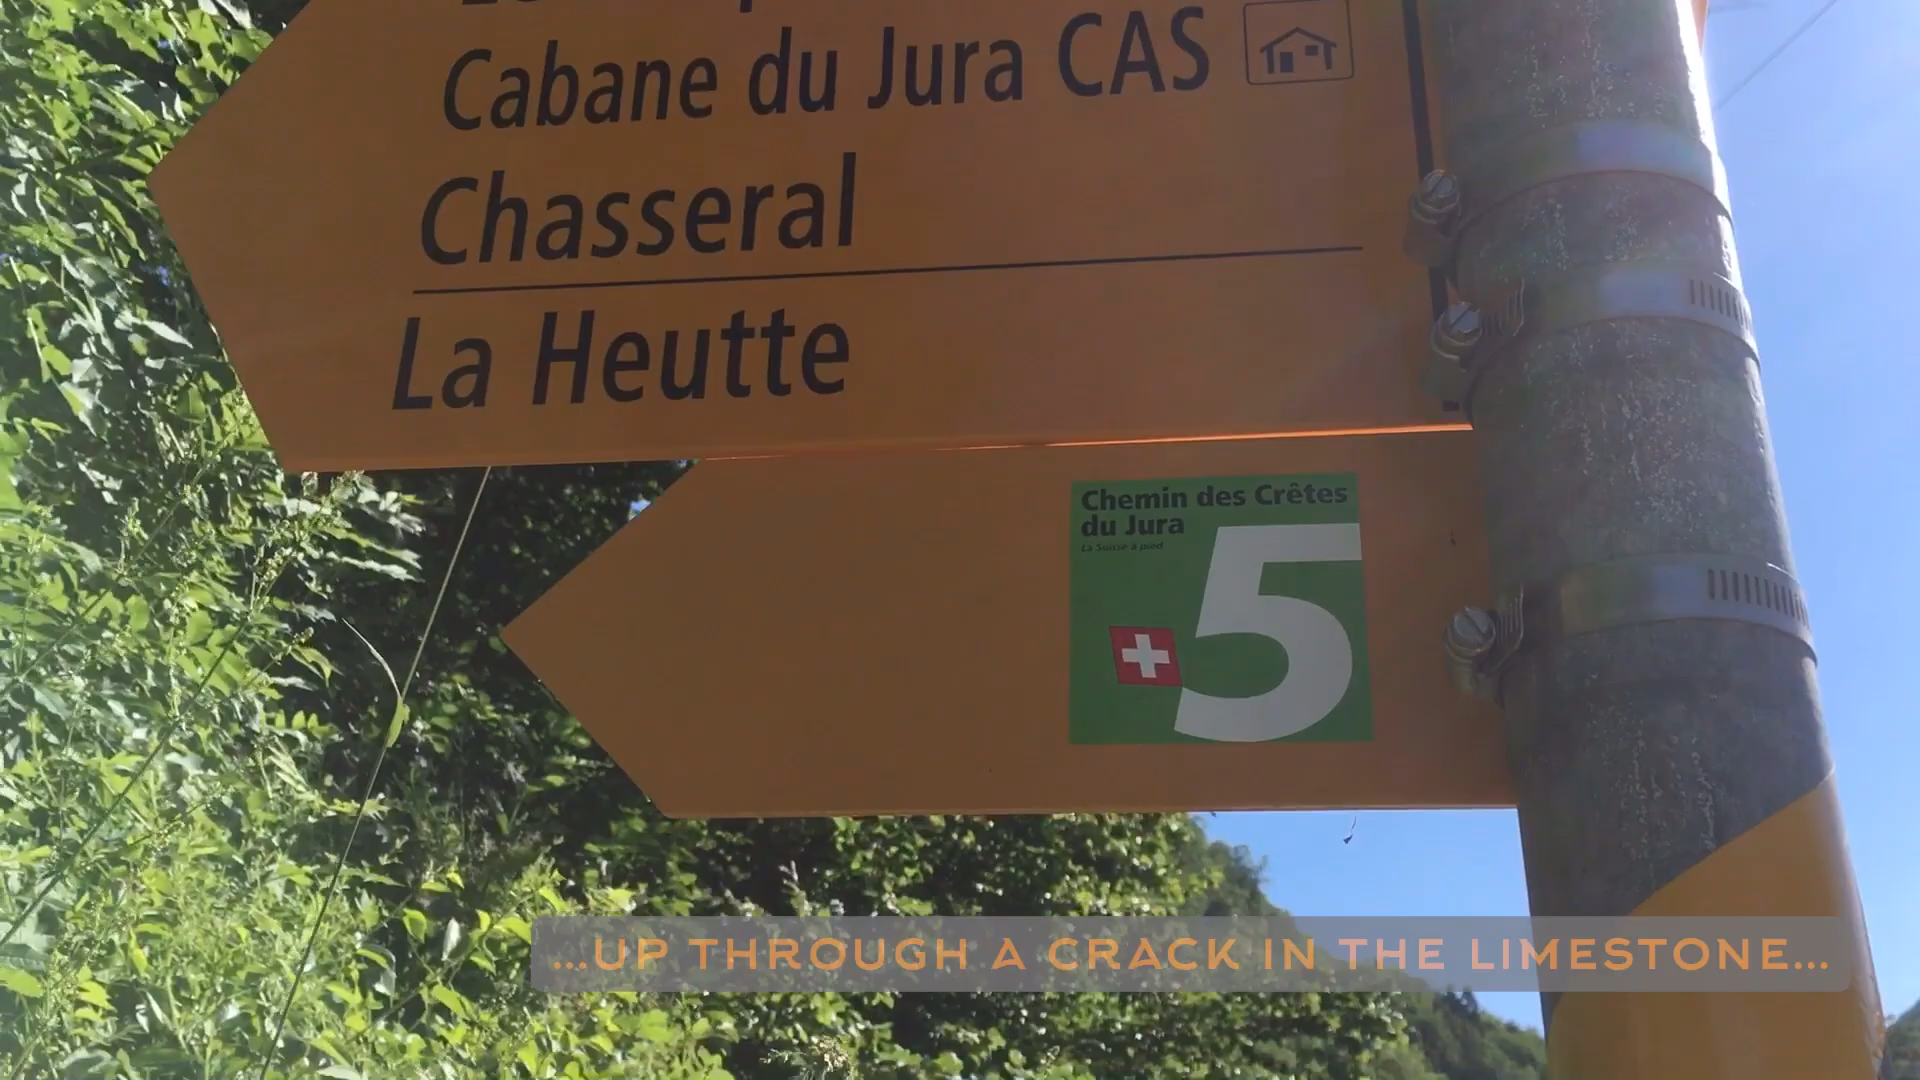 Cabane du Jura CAS
Chasseral
La Heutte
Chemin des Crêtes
du Jura
La Suisse à pied
5
...UP THROUGH A CRACK IN THE LIMESTONE...